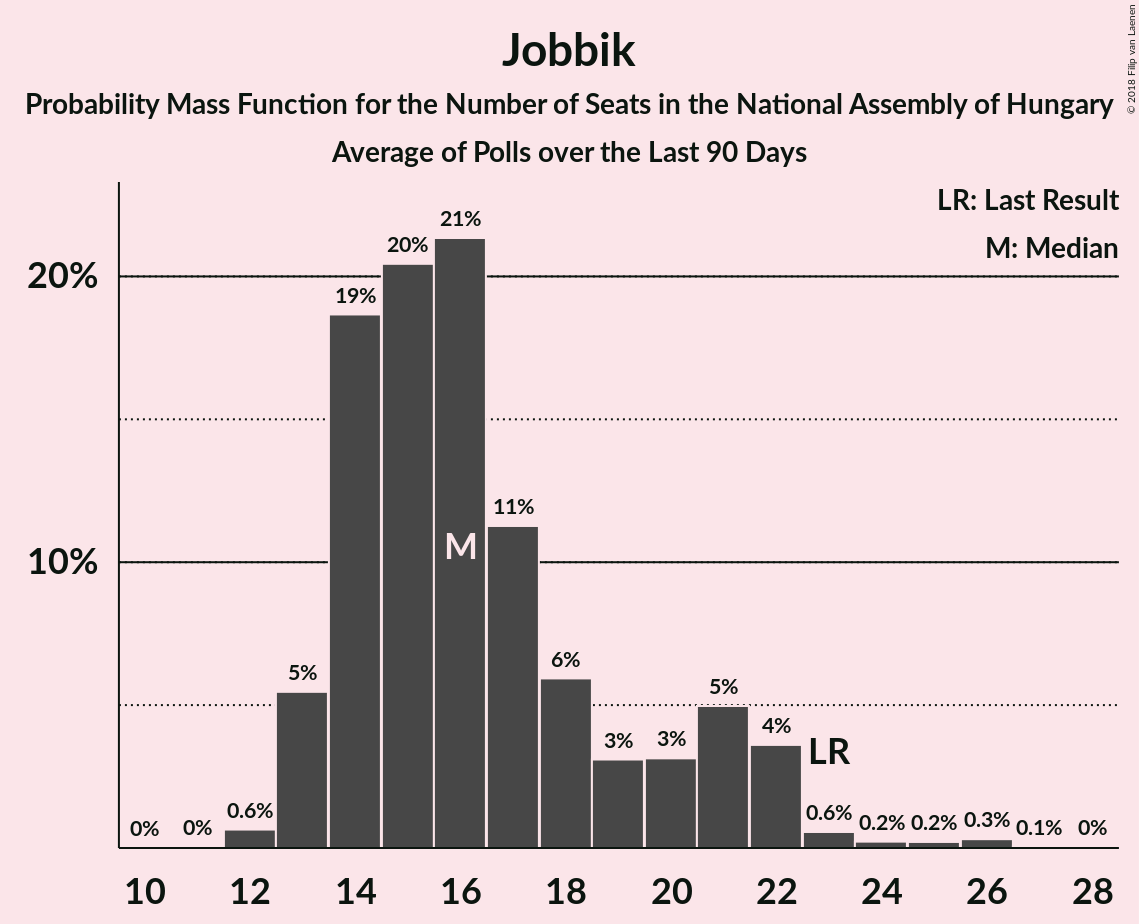 Jobbik
Probability Mass Function for the Number of Seats in the National Assembly of Hungary
Average of Polls over the Last 90 Days
© 2018 Filip van Laenen
LR: Last Result
M: Median
20%
10%
0%
0%
0.6%
5%
19%
20%
21%
11%
6%
3%
3%
5%
4%
0.6%
0.2%
0.2%
0.3%
0.1%
0%
M
LR
10 12 14 16 18 20 22 24 26 28